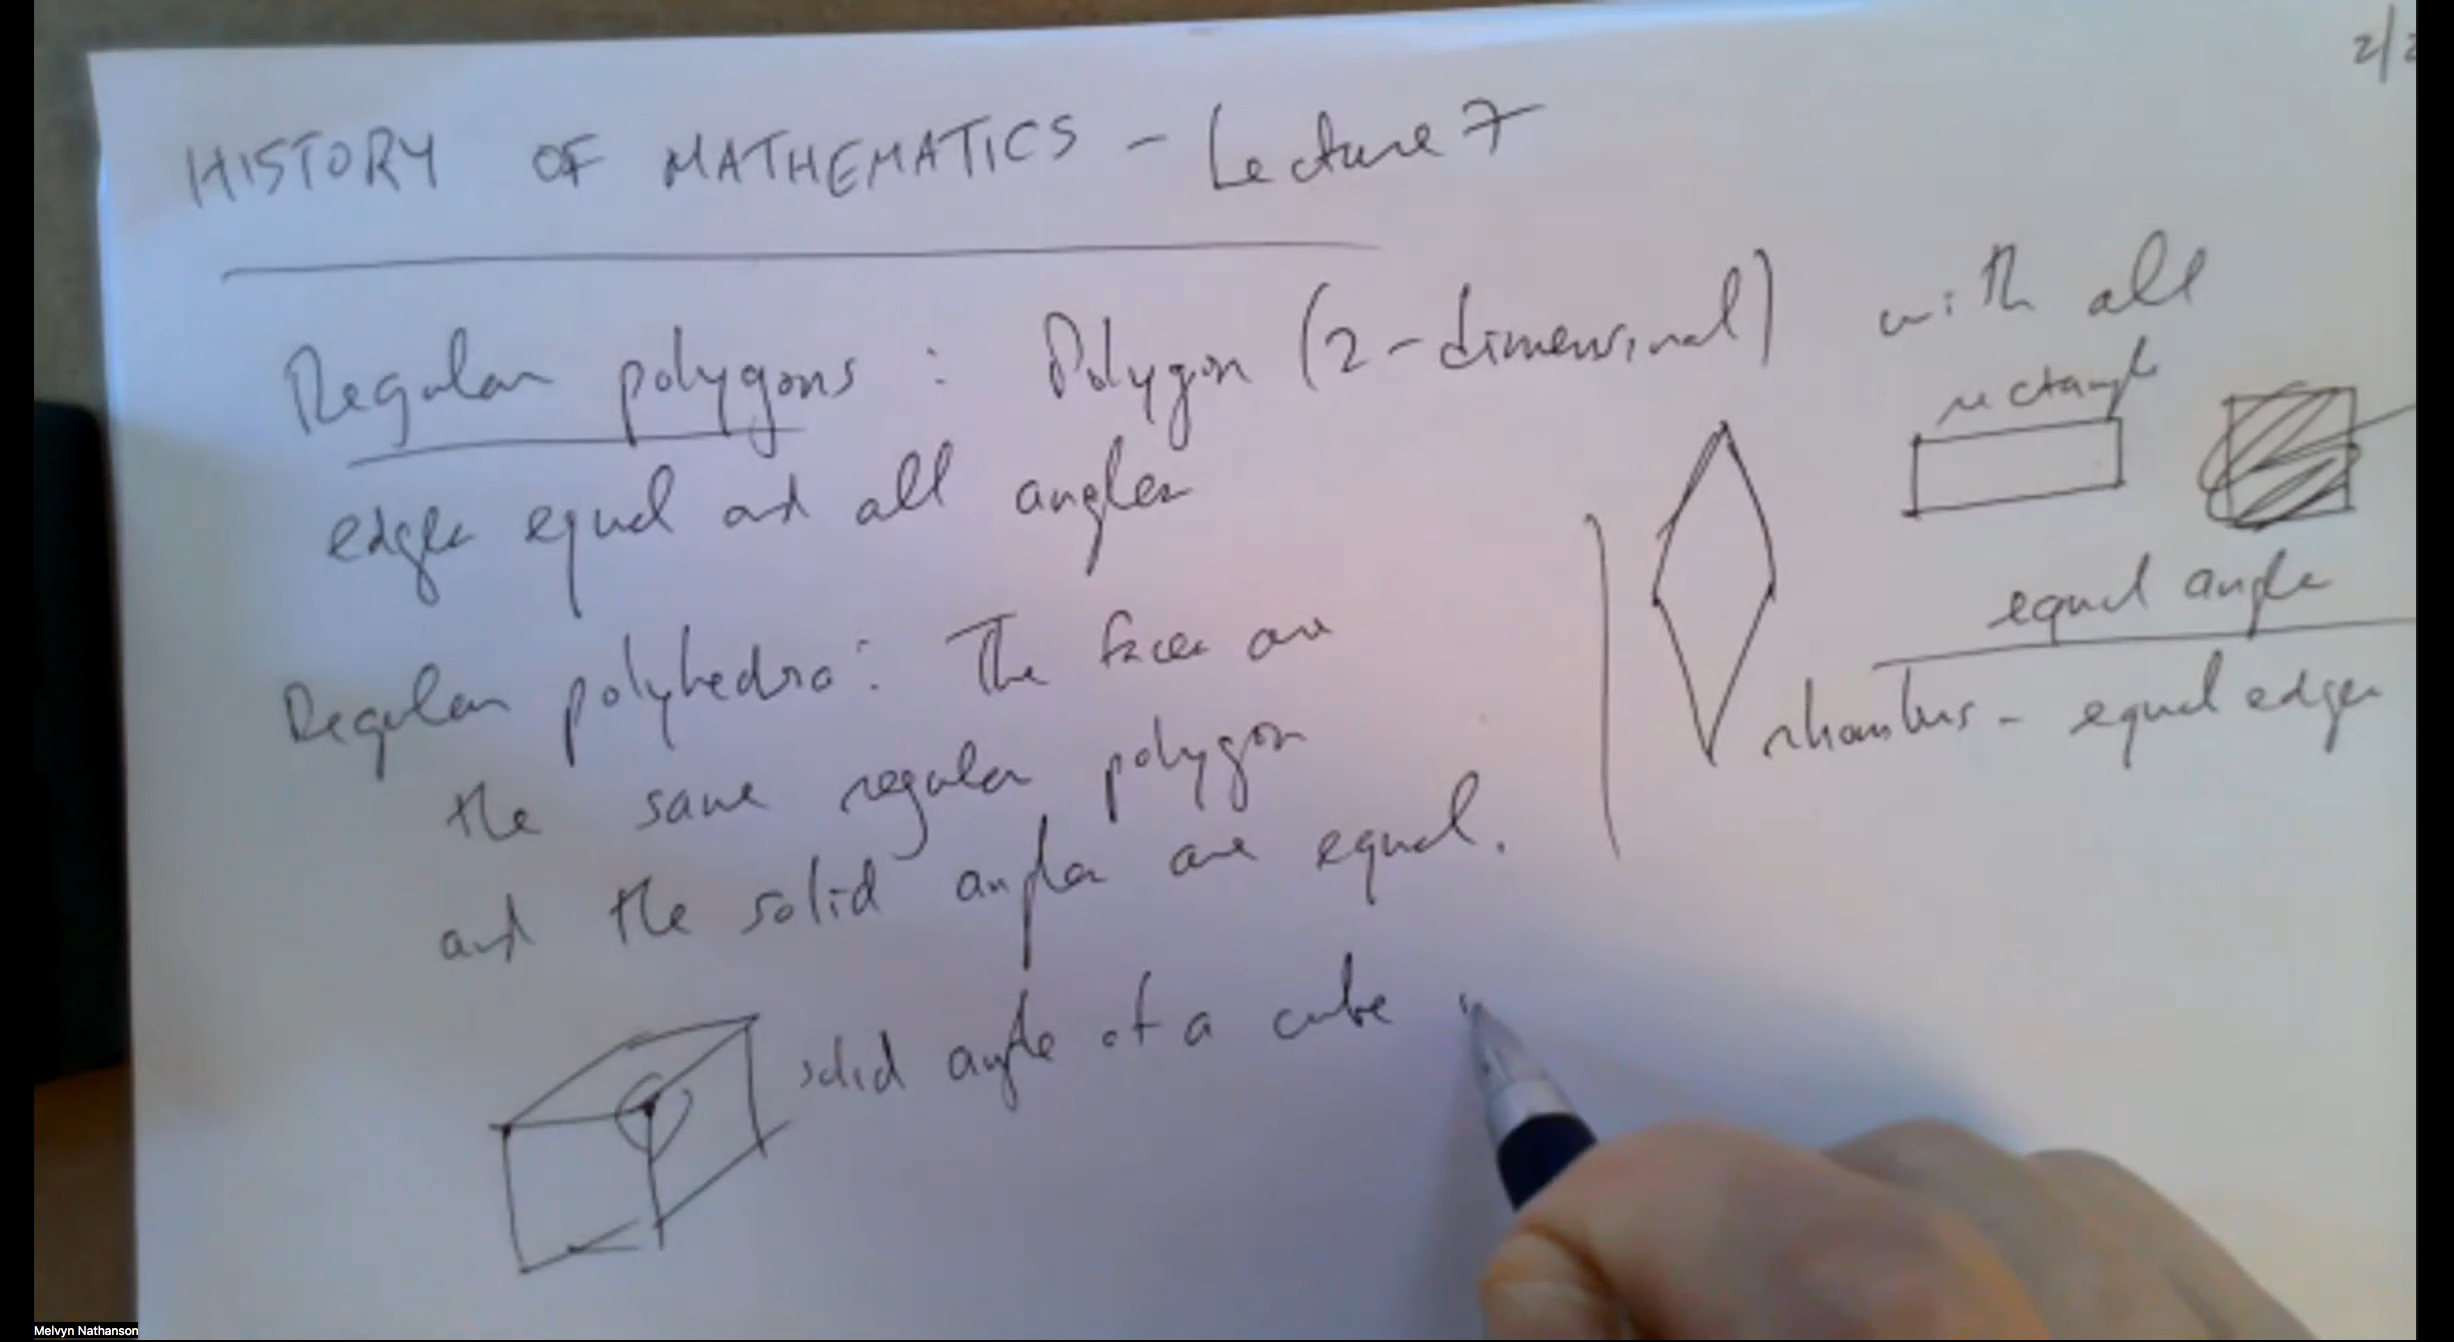 2/2
HISTORY OF MATHEMATICS - Lecture 7
Regular polygons : Polygon (2-dimensional) with all
edges equal and all angles
rectangle
equal angle
rhombus - equal edges
Regular polyhedra: The faces are
the same regular polygon
and the solid angles are equal.
solid angle of a cube
Melvyn Nathanson